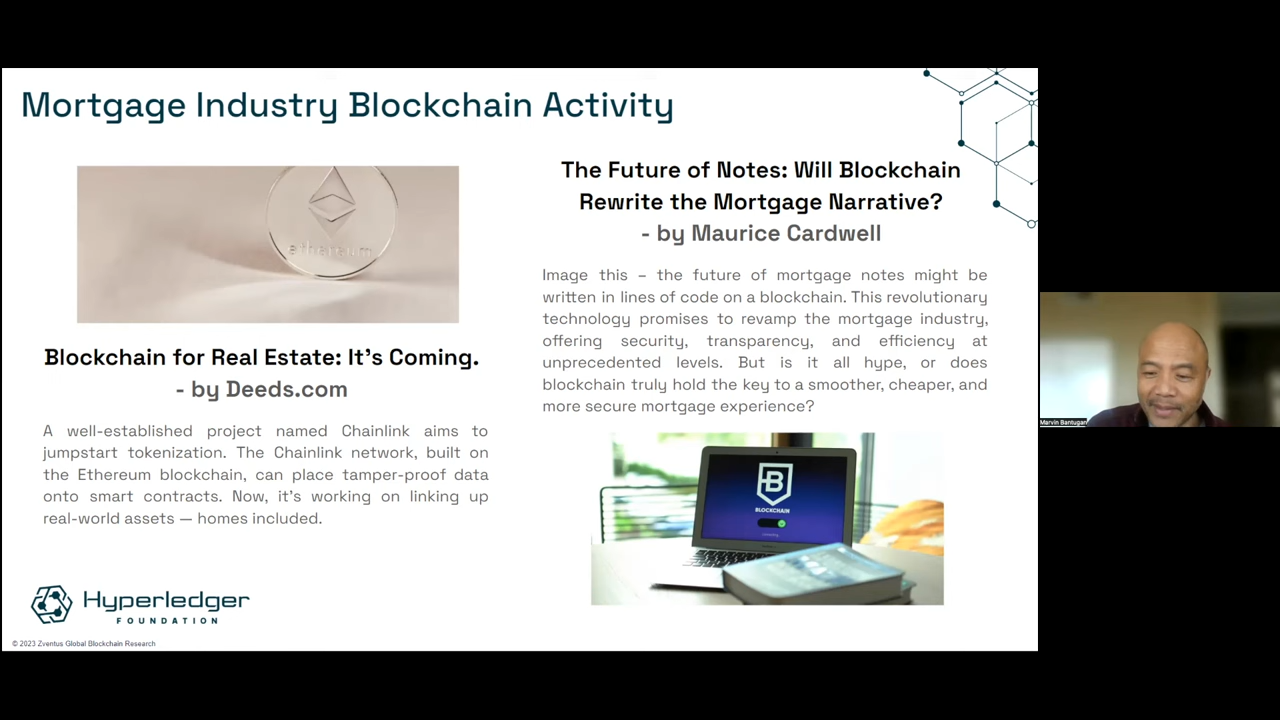 Mortgage Industry Blockchain Activity
ethereum
Blockchain for Real Estate: It's Coming.
- by Deeds.com
A well-established project named Chainlink aims to
jumpstart tokenization. The Chainlink network, built on
the Ethereum blockchain, can place tamper-proof data
onto smart contracts. Now, it's working on linking up
real-world assets — homes included.
The Future of Notes: Will Blockchain
Rewrite the Mortgage Narrative?
- by Maurice Cardwell
Image this – the future of mortgage notes might be
written in lines of code on a blockchain. This revolutionary
technology promises to revamp the mortgage industry,
offering security, transparency, and efficiency at
unprecedented levels. But is it all hype, or does
blockchain truly hold the key to a smoother, cheaper, and
more secure mortgage experience?
B
BLOCKCHAIN
Hyperledger
FOUNDATION
© 2023 Zventus Global Blockchain Research
Marvin Bantugan